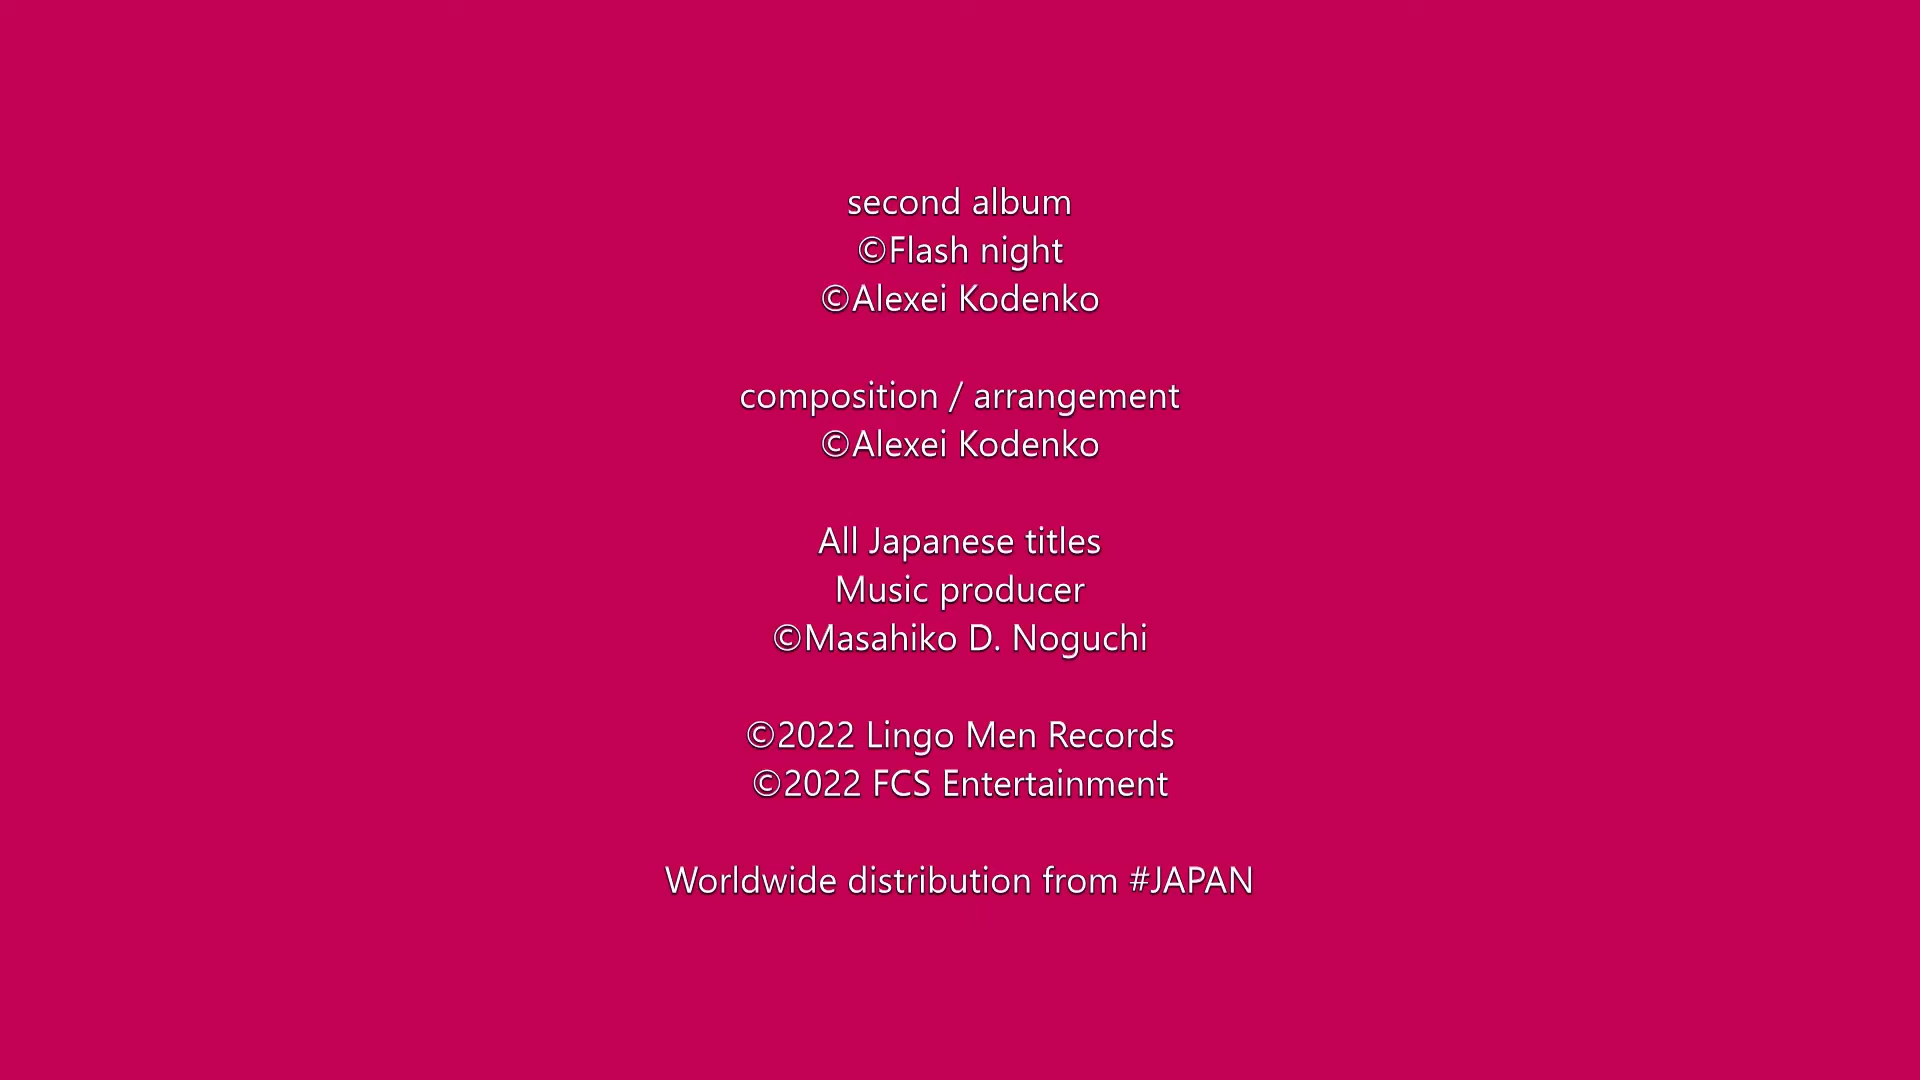 second album
©Flash night
©Alexei Kodenko
composition / arrangement
©Alexei Kodenko
All Japanese titles
Music producer
©Masahiko D. Noguchi
©2022 Lingo Men Records
©2022 FCS Entertainment
Worldwide distribution from #JAPAN